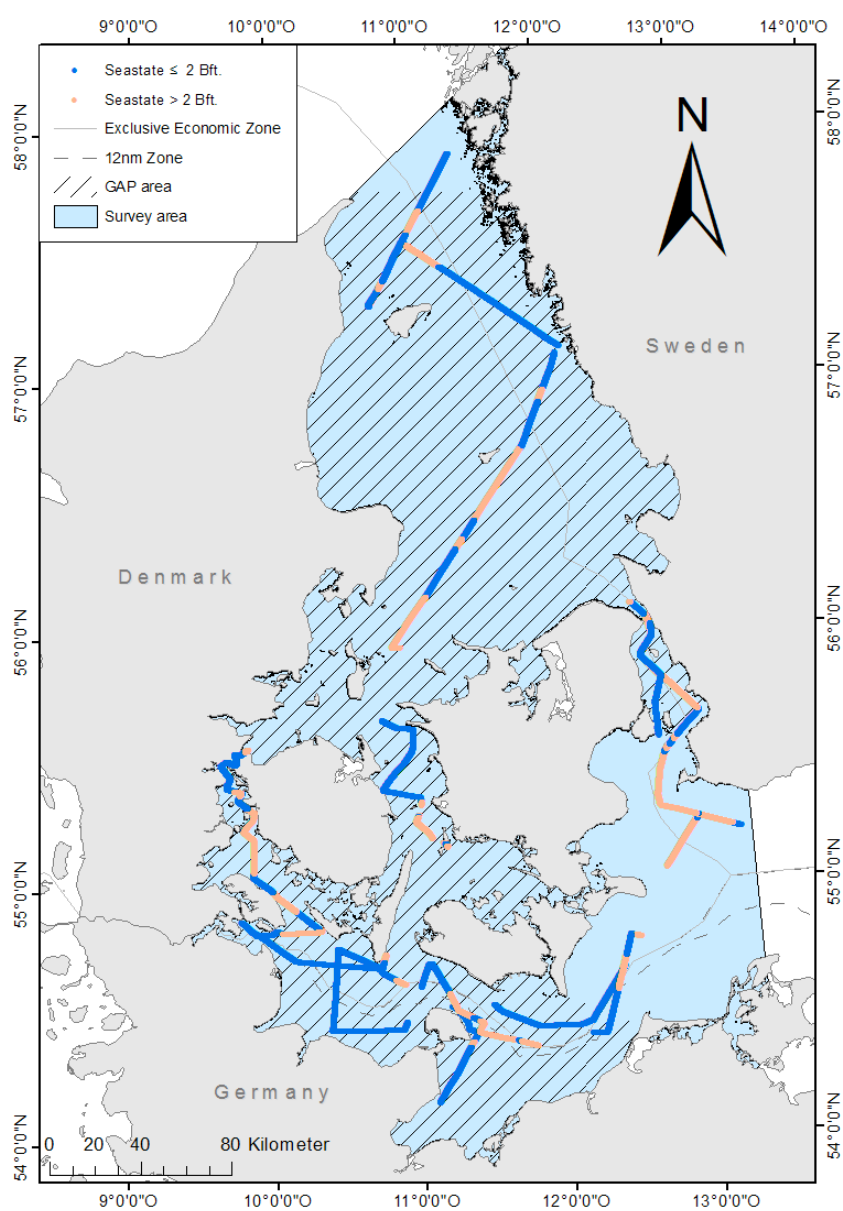 9°0'0"O 10°0'0"O 11°0'0"O 12°0'0"O 13°0'0"O 14°0'0"O
Seastate ≤ 2 Bft.
Seastate > 2 Bft.
Exclusive Economic Zone
12nm Zone
GAP area
Survey area
N
58°0'0"N 58°0'0"N
Sweden
57°0'0"N 57°0'0"N
Denmark
56°0'0"N 56°0'0"N
55°0'0"N 55°0'0"N
Germany
54°0'0"N 54°0'0"N
0 20 40 80 Kilometer
9°0'0"O 10°0'0"O 11°0'0"O 12°0'0"O 13°0'0"O